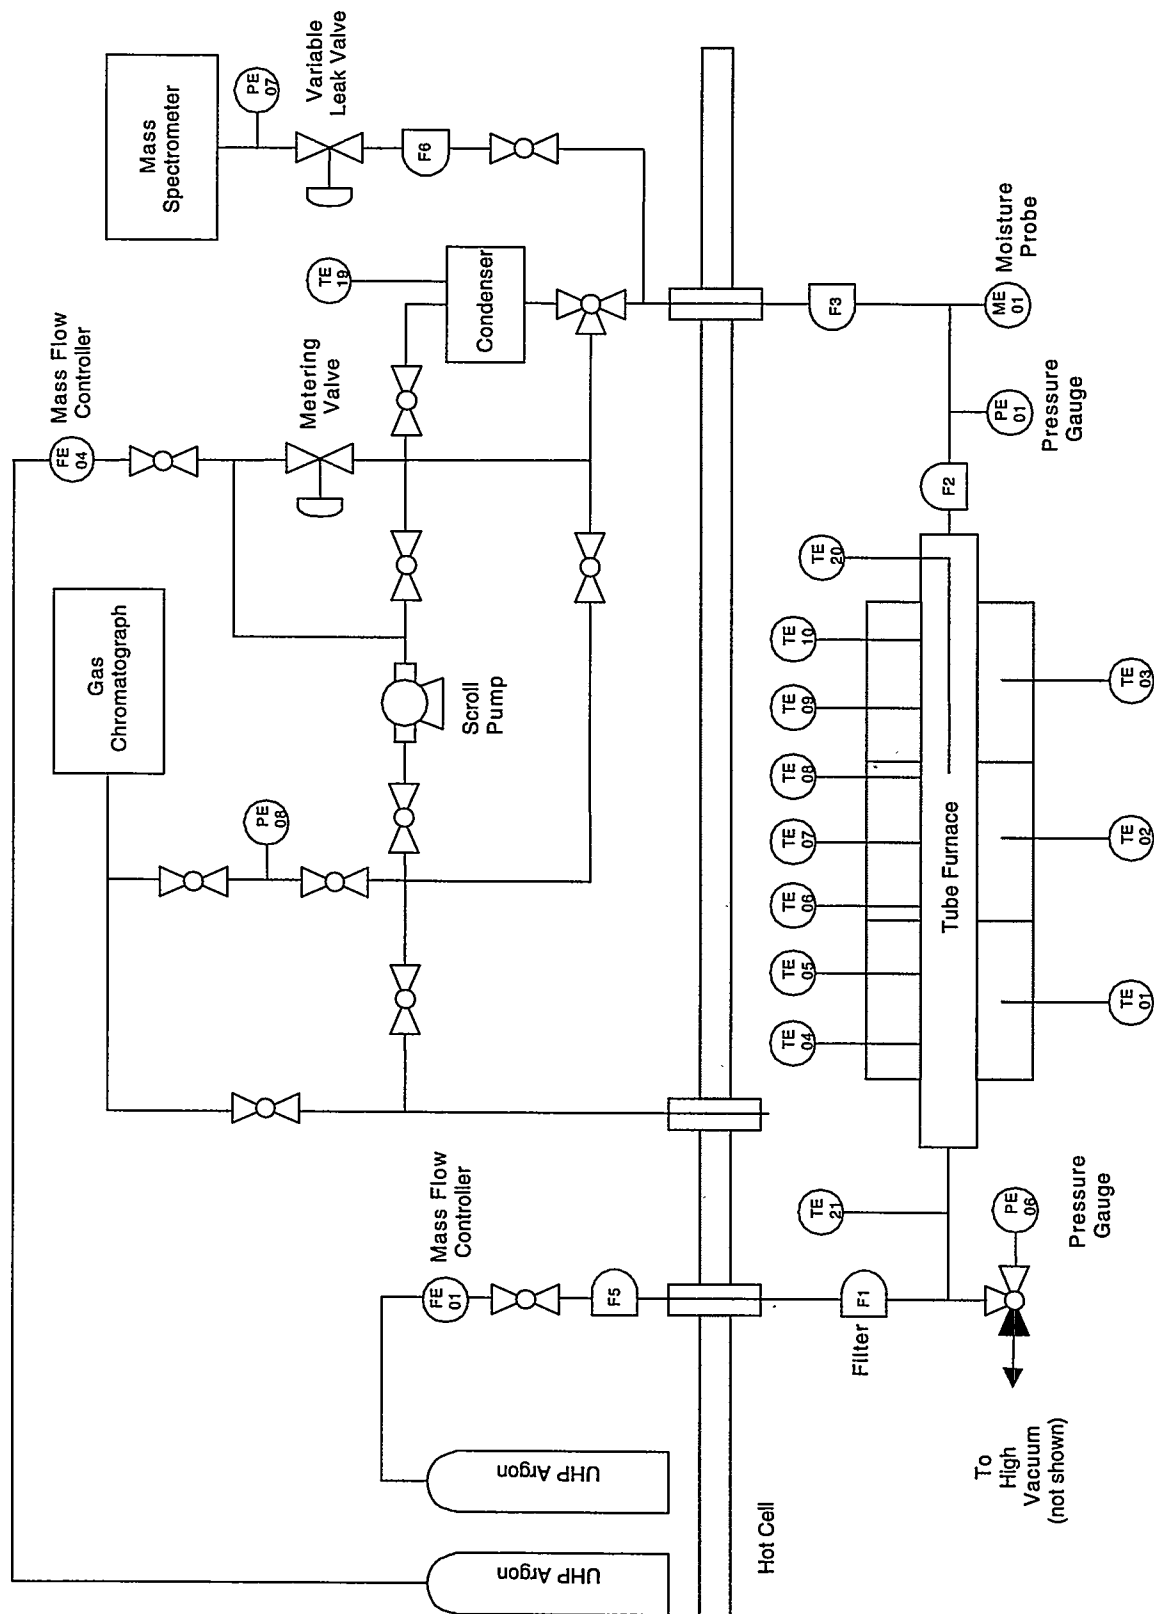 FE
04
Mass Flow
Controller
Gas
Chromatograph
Mass
Spectrometer
PE
07
PE
08
Variable
Leak Valve
Metering
Valve
TE
19
F6
Condenser
Scroll
Pump
Mass Flow
Controller
FE
01
F5
UHP Argon
UHP Argon
Hot Cell
F3
Moisture
Probe
ME
01
PE
01
Pressure
Gauge
F2
TE
20
TE
10
TE
09
TE
08
TE
07
TE
06
TE
05
TE
04
TE
21
Filter
F1
Tube Furnace
PE
06
Pressure
Gauge
To
High
Vacuum
(not shown)
TE
01
TE
02
TE
03